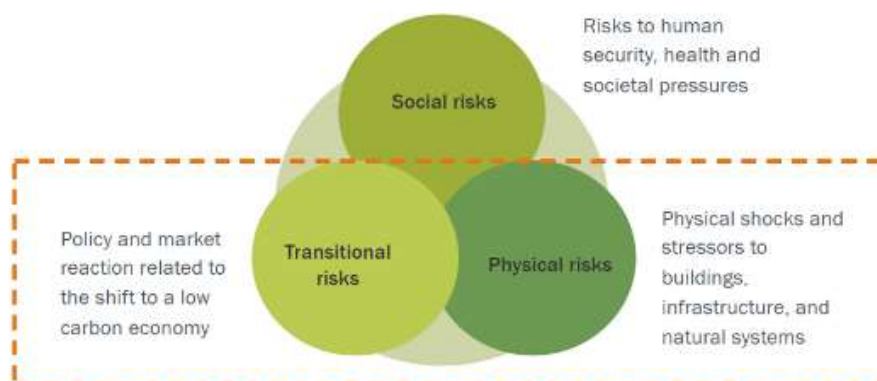 Risks to human
security, health and
societal pressures
Social risks
Policy and market
reaction related to
the shift to a low
carbon economy
Transitional
risks
Physical risks
Physical shocks and
stressors to
buildings,
infrastructure, and
natural systems